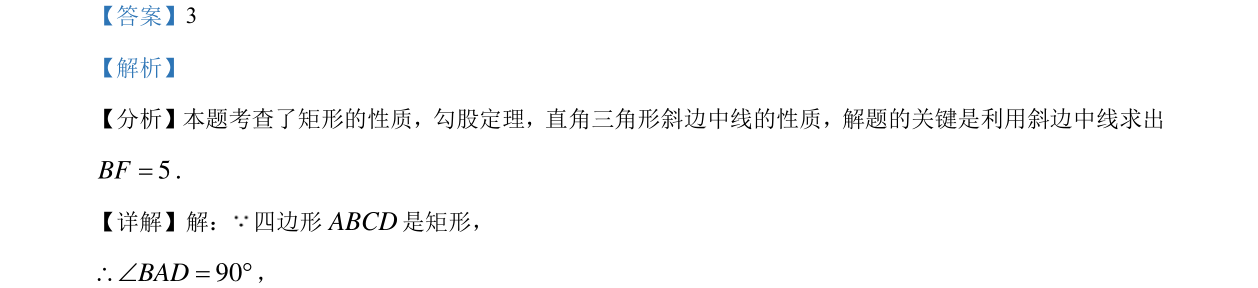 【答案】3
【解析】
【分析】本题考查了矩形的性质，勾股定理，直角三角形斜边中线的性质，解题的关键是利用斜边中线求出
BF = 5．
【详解】解：∵四边形 ABCD 是矩形，
∴∠BAD = 90°，